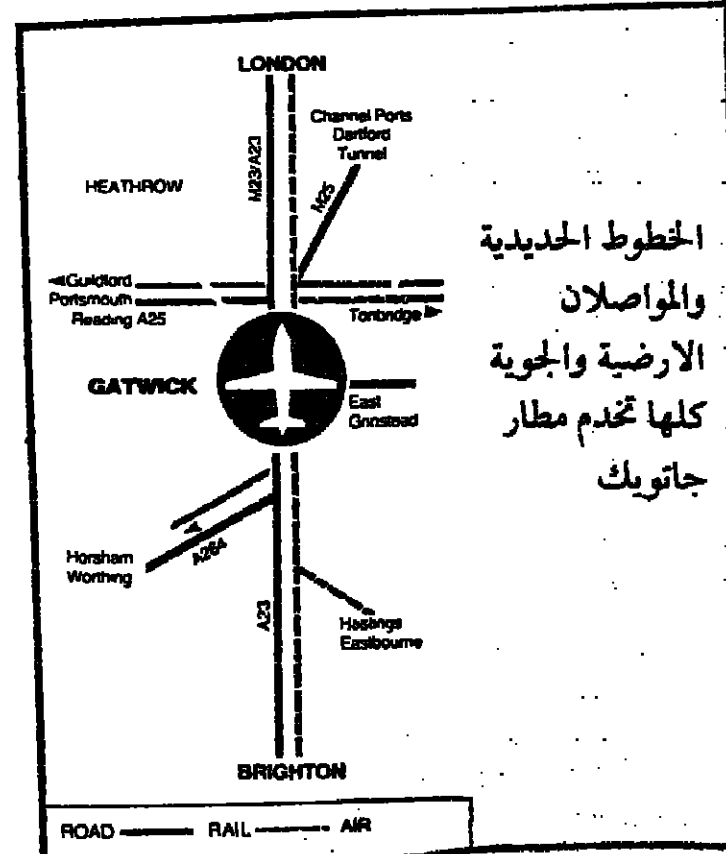 LONDON
Channel Ports
Dartford
Tunnel
M23/A23
M25
HEATHROW
Guildford
Portsmouth
Reading A25
Tonbridge
GATWICK
East
Grinstead
Horsham
Worthing
A264
A23
Hastings
Eastbourne
BRIGHTON
ROAD RAIL AIR
الخطوط الحديدية
والمواصلان
الارضية والجوية
كلها تخدم مطار
جاتويك